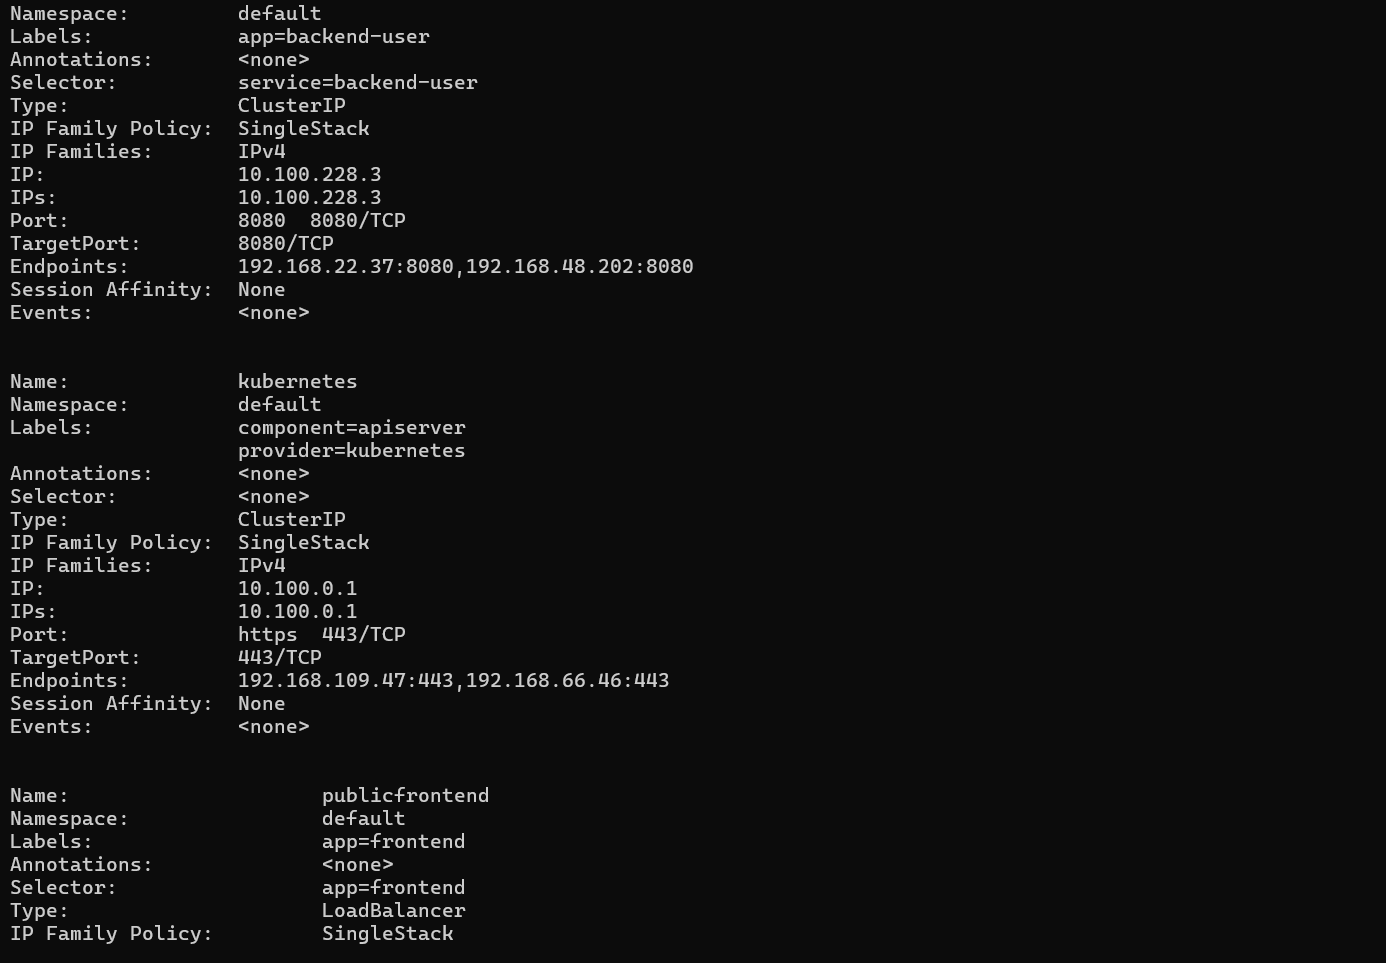 Namespace:         default
Labels:            app=backend-user
Annotations:       <none>
Selector:          service=backend-user
Type:              ClusterIP
IP Family Policy:  SingleStack
IP Families:       IPv4
IP:                10.100.228.3
IPs:               10.100.228.3
Port:              8080  8080/TCP
TargetPort:        8080/TCP
Endpoints:         192.168.22.37:8080,192.168.48.202:8080
Session Affinity:  None
Events:            <none>
Name:              kubernetes
Namespace:         default
Labels:            component=apiserver
                   provider=kubernetes
Annotations:       <none>
Selector:          <none>
Type:              ClusterIP
IP Family Policy:  SingleStack
IP Families:       IPv4
IP:                10.100.0.1
IPs:               10.100.0.1
Port:              https  443/TCP
TargetPort:        443/TCP
Endpoints:         192.168.109.47:443,192.168.66.46:443
Session Affinity:  None
Events:            <none>
Name:                     publicfrontend
Namespace:                default
Labels:                   app=frontend
Annotations:              <none>
Selector:                 app=frontend
Type:                     LoadBalancer
IP Family Policy:         SingleStack